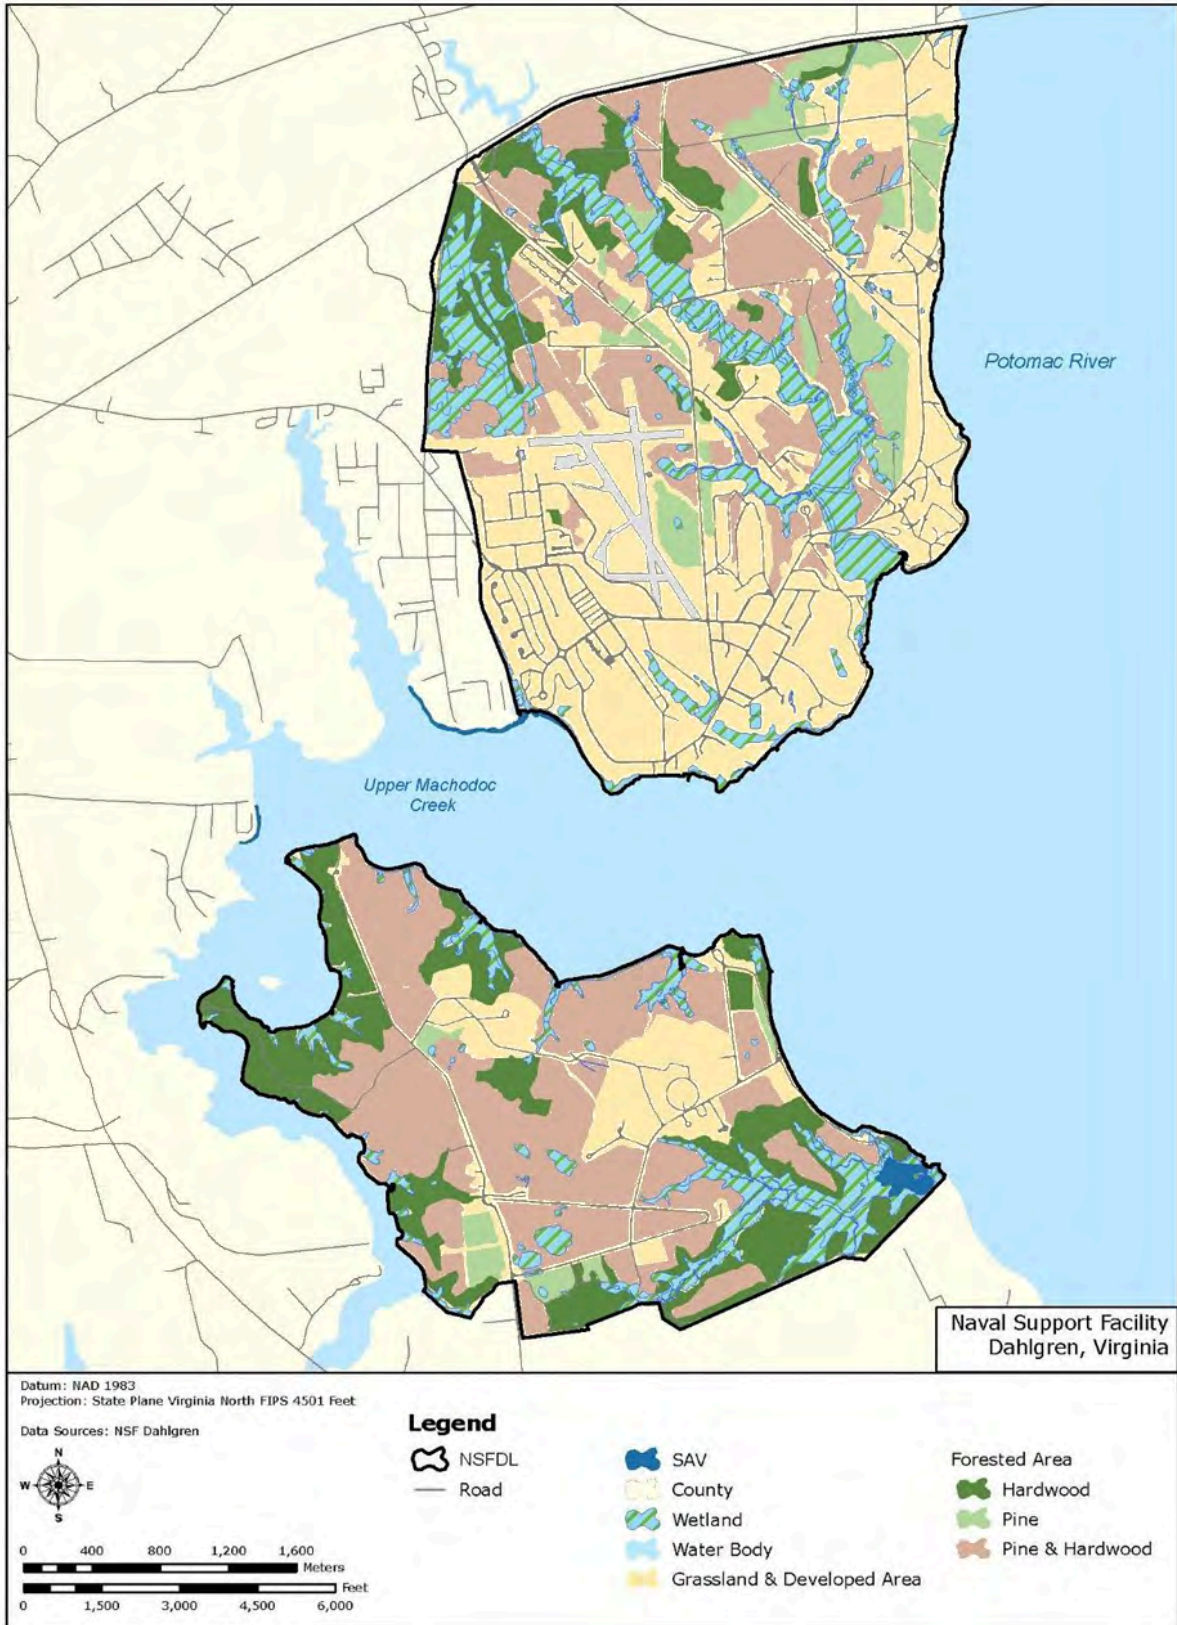 Potomac River
Upper Machodoc
Creek
Naval Support Facility
Dahlgren, Virginia
Datum: NAD 1983
Projection: State Plane Virginia North FIPS 4501 Feet
Data Sources: NSF Dahlgren
N
W E
S
0 400 800 1,200 1,600
Meters
Feet
0 1,500 3,000 4,500 6,000
Legend
NSFDL
Road
SAV
County
Wetland
Water Body
Grassland & Developed Area
Forested Area
Hardwood
Pine
Pine & Hardwood